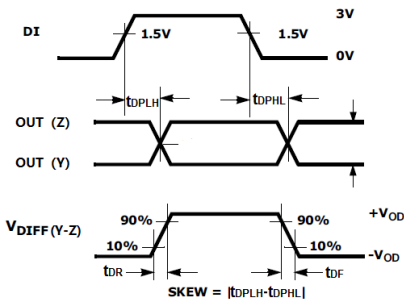 3V
DI
1.5V
1.5V
0V
tDPLH
tDPHL
OUT (Z)
OUT (Y)
+VOD
90%
90%
VDIFF(Y-Z)
10%
10%
-VOD
tDR
tDF
SKEW = |tDPLH-tDPHL|